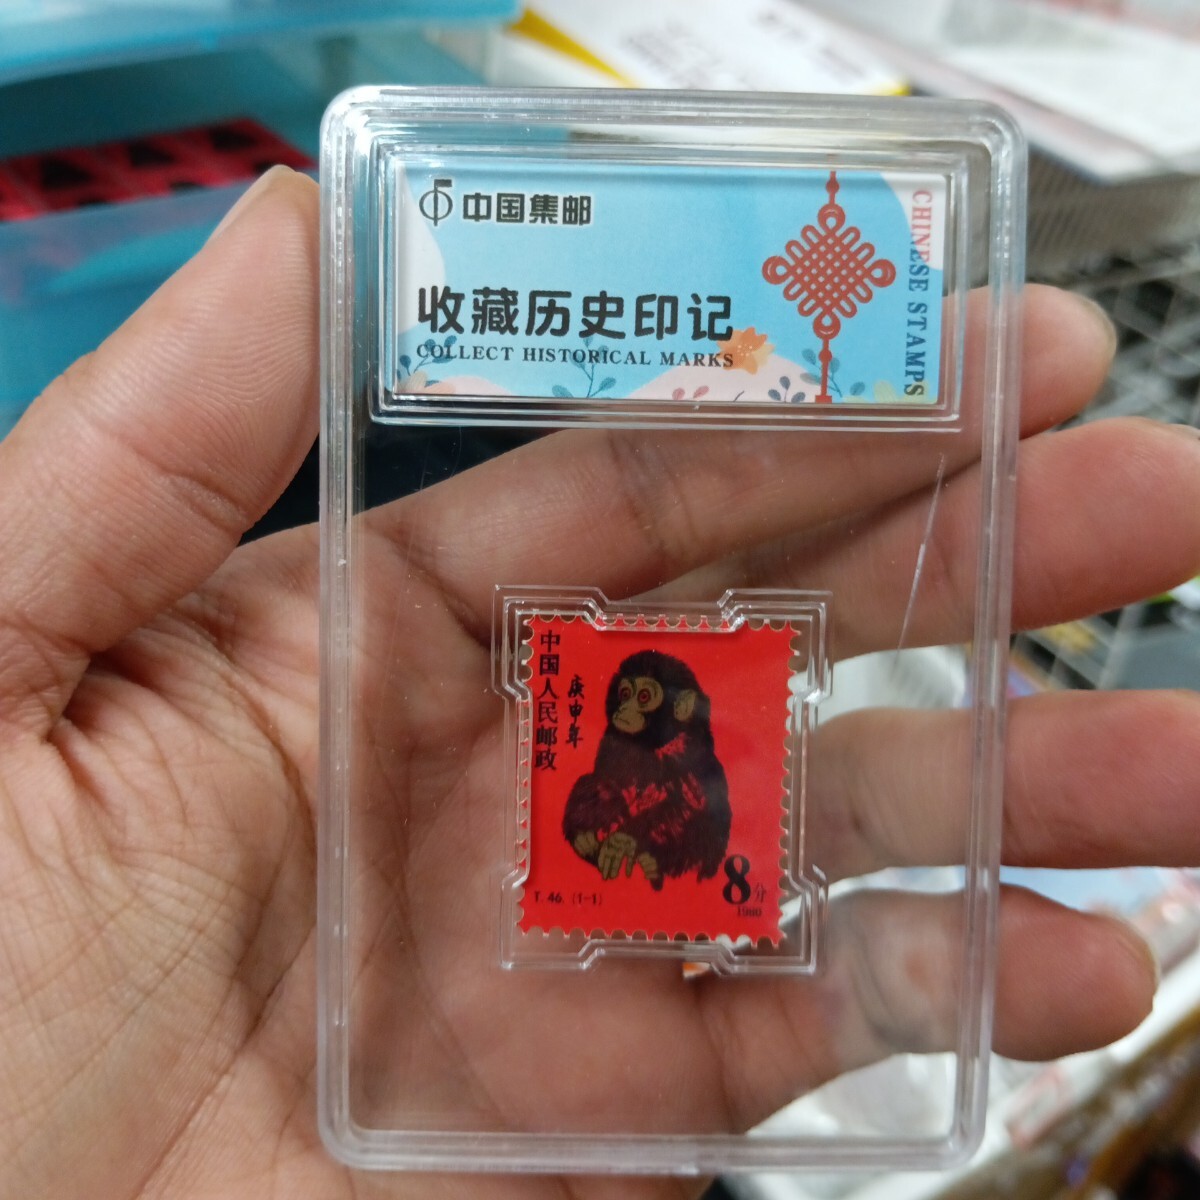 中国集邮
收藏历史印记
COLLECT HISTORICAL MARKS
CHINESE STAMPS
中国人民邮政
庚申年
8分
1980
T. 46. (1-1)